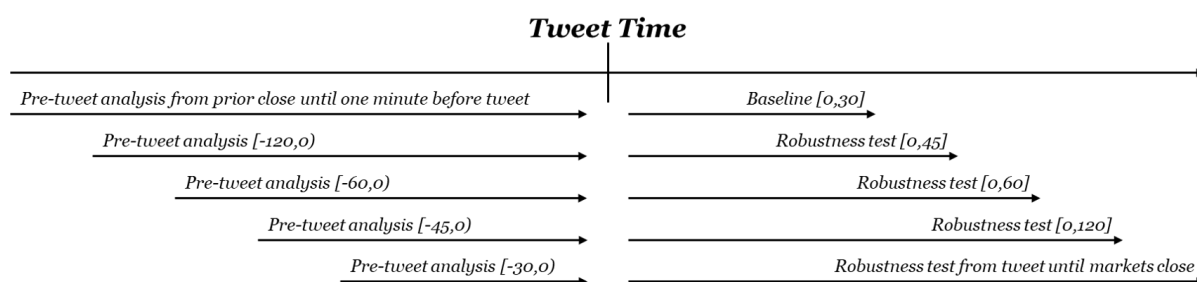 Tweet Time
Pre-tweet analysis from prior close until one minute before tweet
Baseline [0,30]
Pre-tweet analysis [-120,0)
Robustness test [0,45]
Pre-tweet analysis [-60,0)
Robustness test [0,60]
Pre-tweet analysis [-45,0)
Robustness test [0,120]
Pre-tweet analysis [-30,0)
Robustness test from tweet until markets close